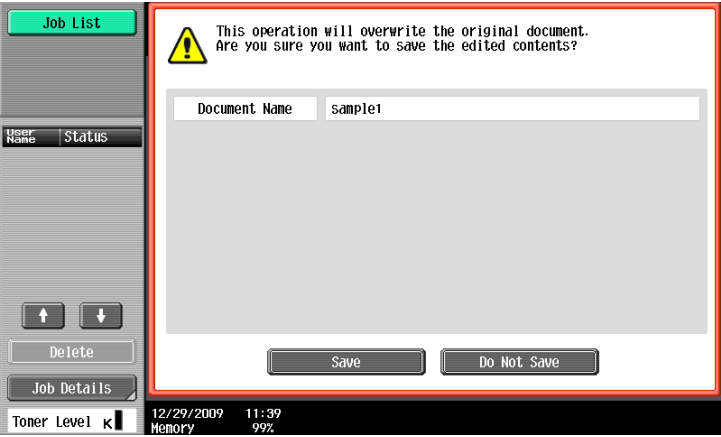 Job List
This operation will overwrite the original document.
Are you sure you want to save the edited contents?
Document Name sample1
User Name Status
Delete
Save Do Not Save
Job Details
Toner Level K
12/29/2009 11:39
Memory 99%